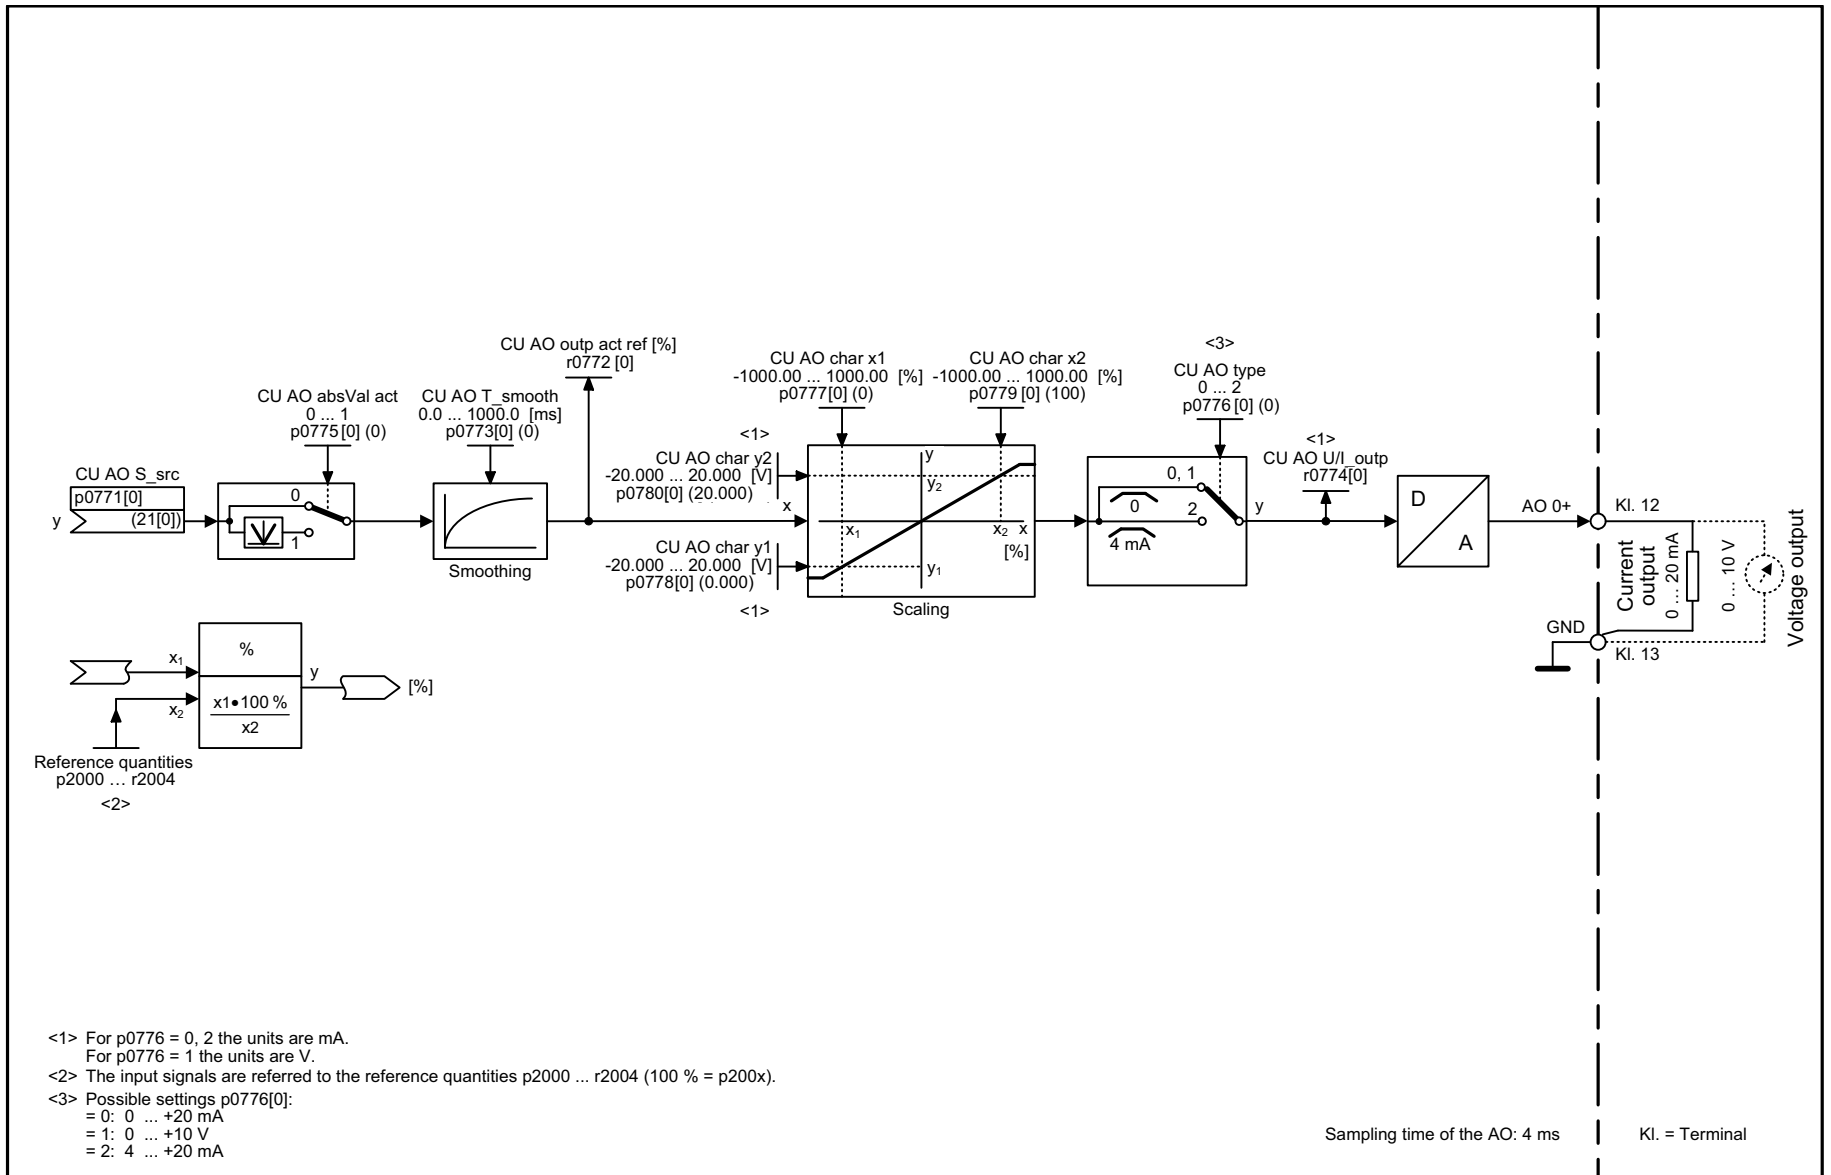 CU AO S_src
p0771[0]
(21[0])
y
CU AO absVal act
0 ... 1
p0775[0] (0)
0
1
CU AO T_smooth
0.0 ... 1000.0 [ms]
p0773[0] (0)
Smoothing
CU AO outp act ref [%]
r0772 [0]
<1>
CU AO char y2
-20.000 ... 20.000 [V]
p0780[0] (20.000)
x
CU AO char y1
-20.000 ... 20.000 [V]
p0778[0] (0.000)
<1>
CU AO char x1
-1000.00 ... 1000.00 [%]
p0777[0] (0)
CU AO char x2
-1000.00 ... 1000.00 [%]
p0779 [0] (100)
y
y2
x1
x2 x
[%]
y1
Scaling
<3>
CU AO type
0 ... 2
p0776[0] (0)
0, 1
0
2
4 mA
y
<1>
CU AO U/I_outp
r0774[0]
D
A
AO 0+
Kl. 12
GND
Kl. 13
Current output
0 ... 20 mA
0 ... 10 V
Voltage output
x1
x2
%
x1•100 %
x2
y
[%]
Reference quantities
p2000 ... r2004
<2>
<1> For p0776 = 0, 2 the units are mA.
For p0776 = 1 the units are V.
<2> The input signals are referred to the reference quantities p2000 ... r2004 (100 % = p200x).
<3> Possible settings p0776[0]:
= 0: 0 ... +20 mA
= 1: 0 ... +10 V
= 2: 4 ... +20 mA
Sampling time of the AO: 4 ms
Kl. = Terminal